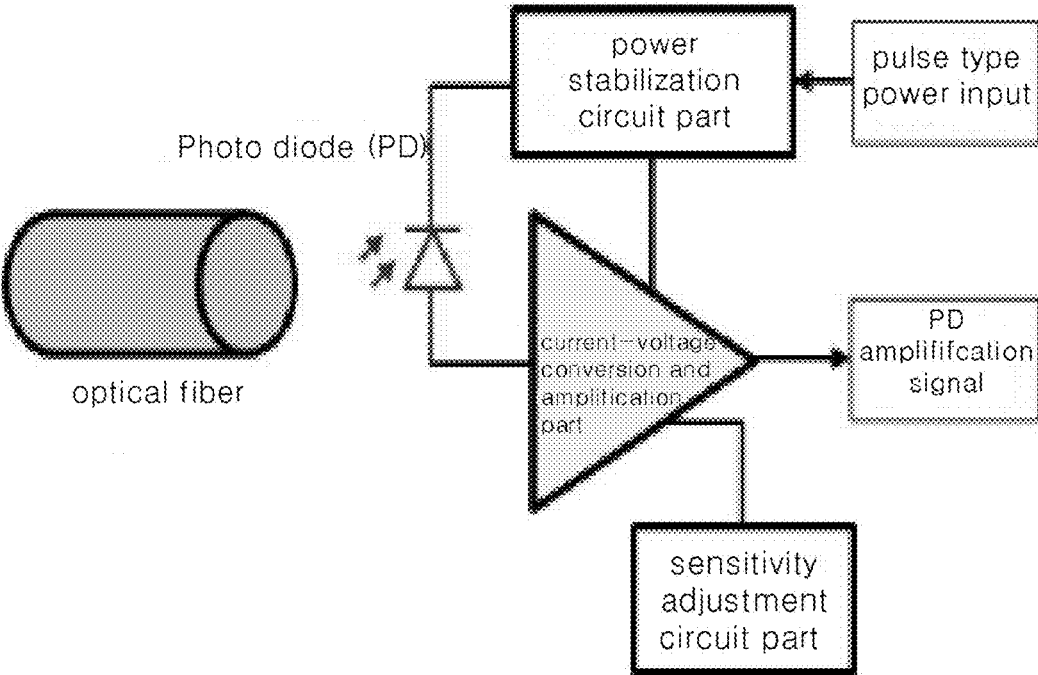 power
stabilization
circuit part
pulse type
power input
Photo diode (PD)
optical fiber
current-voltage
conversion and
amplification
part
PD
amplififcation
signal
sensitivity
adjustment
circuit part